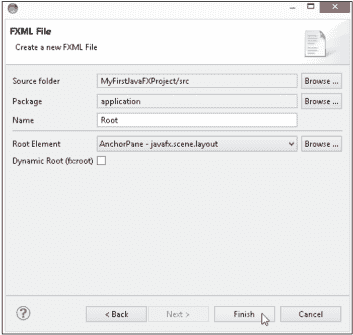 FXML File
Create a new FXML File
Source folder MyFirstJavaFXProject/src Browse ...
Package application Browse ...
Name Root
Root Element AnchorPane - javafx.scene.layout Browse ...
Dynamic Root (fx:root)
? < Back Next > Finish Cancel